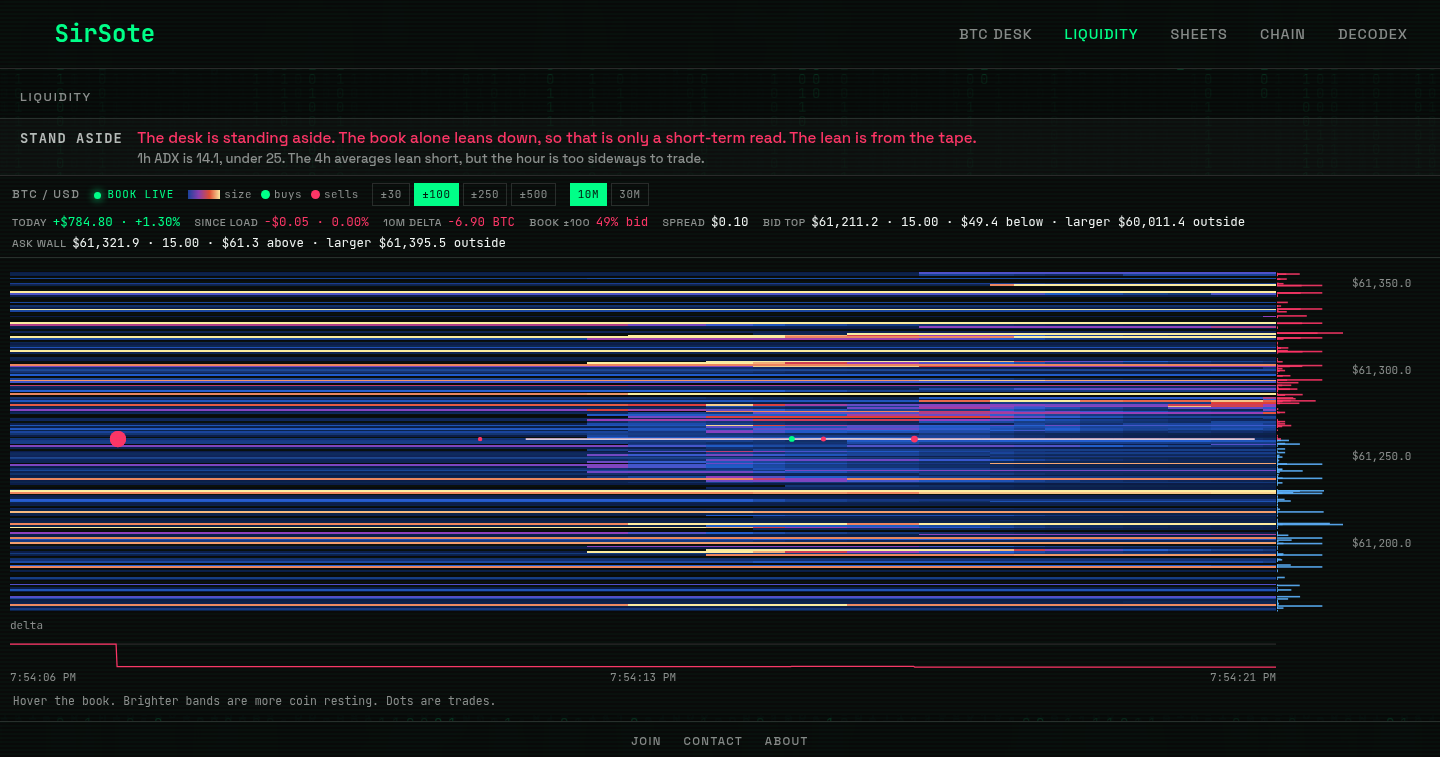 SirSote
BTC DESK LIQUIDITY SHEETS CHAIN DECODEX
LIQUIDITY
STAND ASIDE The desk is standing aside. The book alone leans down, so that is only a short-term read. The lean is from the tape.
1h ADX is 14.1, under 25. The 4h averages lean short, but the hour is too sideways to trade.
BTC / USD BOOK LIVE size buys sells ±30 ±100 ±250 ±500 10M 30M
TODAY +$784.80 · +1.30% SINCE LOAD -$0.05 · 0.00% 10M DELTA -6.90 BTC BOOK ±100 49% bid SPREAD $0.10 BID TOP $61,211.2 · 15.00 · $49.4 below · larger $60,011.4 outside
ASK WALL $61,321.9 · 15.00 · $61.3 above · larger $61,395.5 outside
$61,350.0
$61,300.0
$61,250.0
$61,200.0
delta
7:54:06 PM 7:54:13 PM 7:54:21 PM
Hover the book. Brighter bands are more coin resting. Dots are trades.
JOIN CONTACT ABOUT